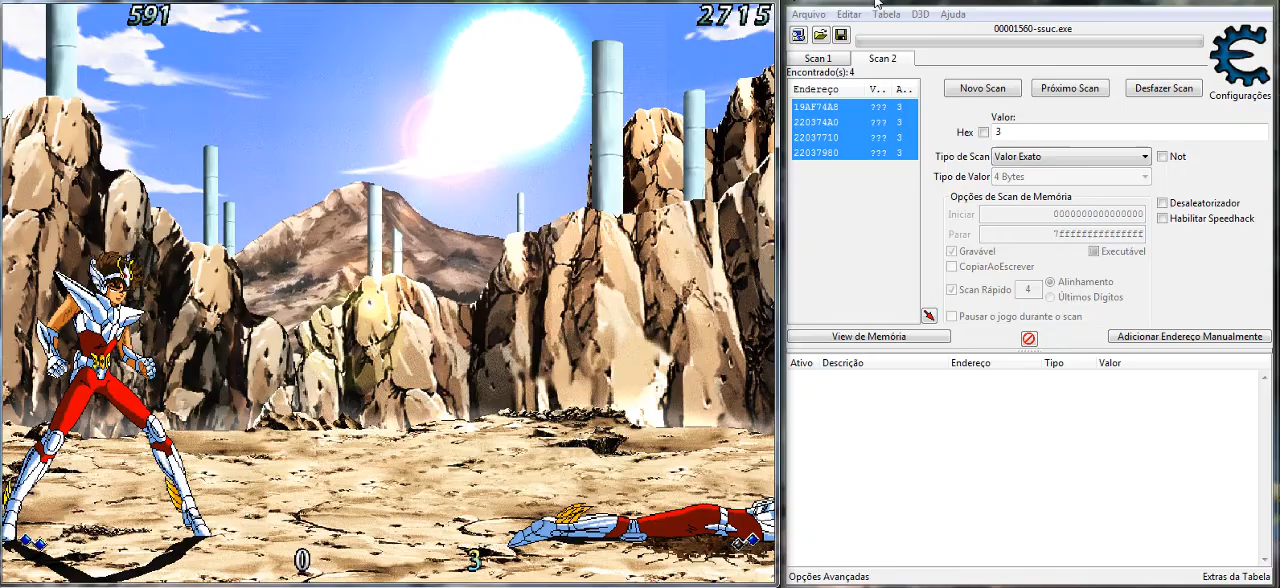 591
2715
0
3
Arquivo Editar Tabela D3D Ajuda
00001560-ssuc.exe
Scan 1 Scan 2
Encontrado(s):4
Endereço V.. A..
19AF74A8 ??? 3
220374A0 ??? 3
22037710 ??? 3
22037980 ??? 3
Novo Scan Próximo Scan Desfazer Scan
Configurações
Valor:
Hex 3
Tipo de Scan Valor Exato Not
Tipo de Valor 4 Bytes
Opções de Scan de Memória
Iniciar 0000000000000000
Parar 7fffffffffffffff
Gravável Executável
CopiarAoEscrever
Scan Rápido 4 Alinhamento
Últimos Dígitos
Pausar o jogo durante o scan
Desaleatorizador
Habilitar Speedhack
View de Memória Adicionar Endereço Manualmente
Ativo Descrição Endereço Tipo Valor
Opções Avançadas Extras da Tabela